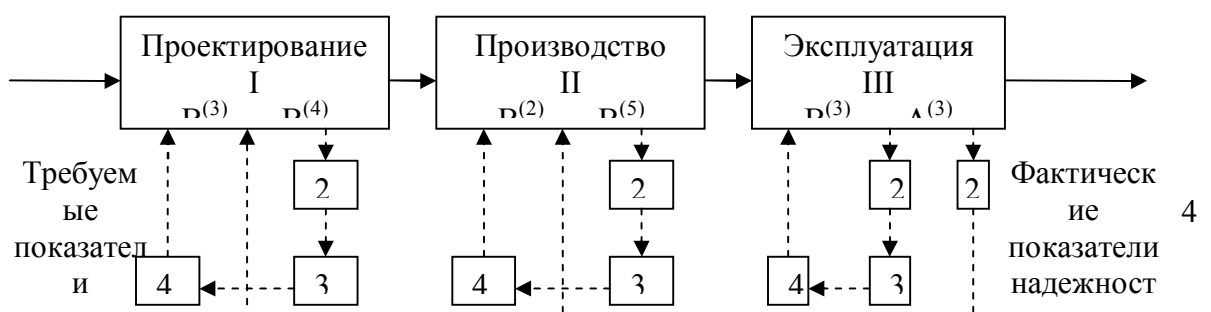 Проектирование
I
Производство
II
Эксплуатация
III
2
2
2
2
Требуем
ые
показател
и
Фактическ
ие
показатели
надежност
4
4
3
4
3
4
3